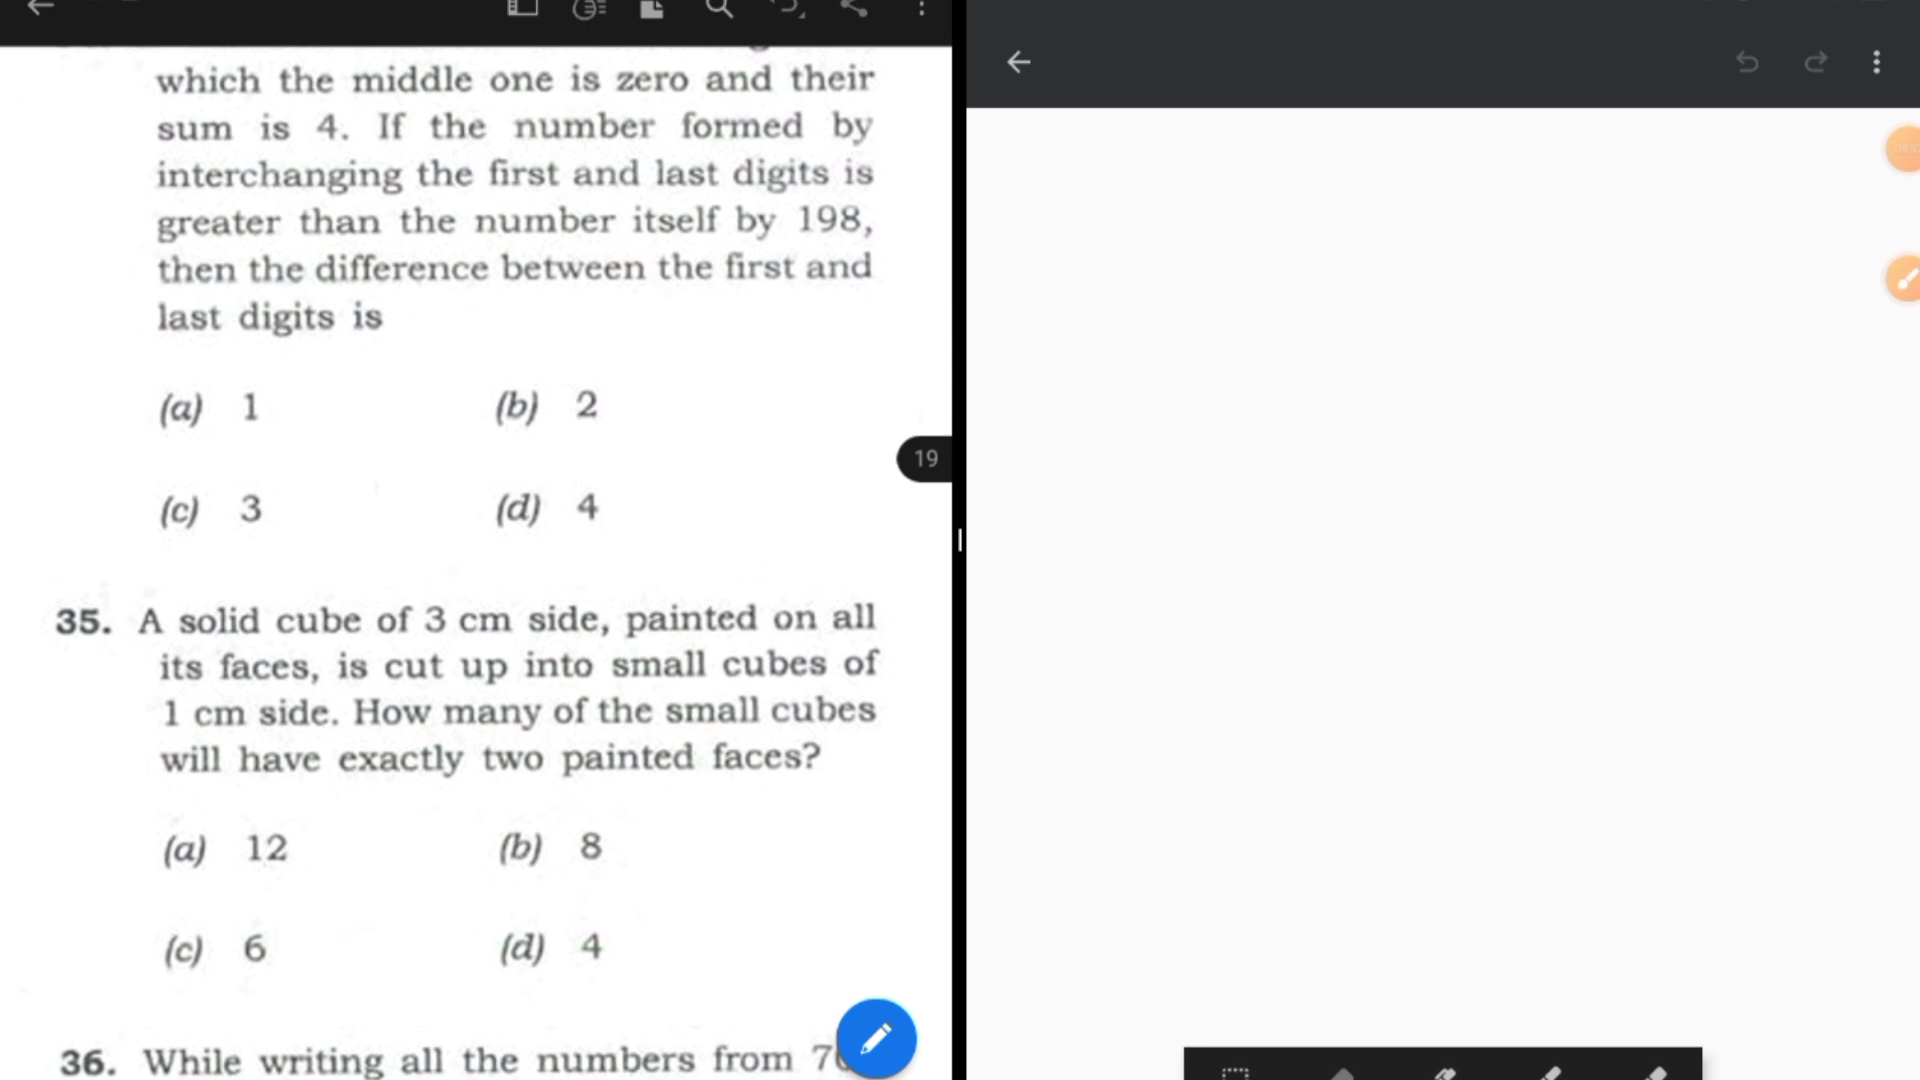 which the middle one is zero and their
sum is 4. If the number formed by
interchanging the first and last digits is
greater than the number itself by 198,
then the difference between the first and
last digits is
(a) 1 (b) 2
(c) 3 (d) 4
19
35. A solid cube of 3 cm side, painted on all
its faces, is cut up into small cubes of
1 cm side. How many of the small cubes
will have exactly two painted faces?
(a) 12 (b) 8
(c) 6 (d) 4
36. While writing all the numbers from